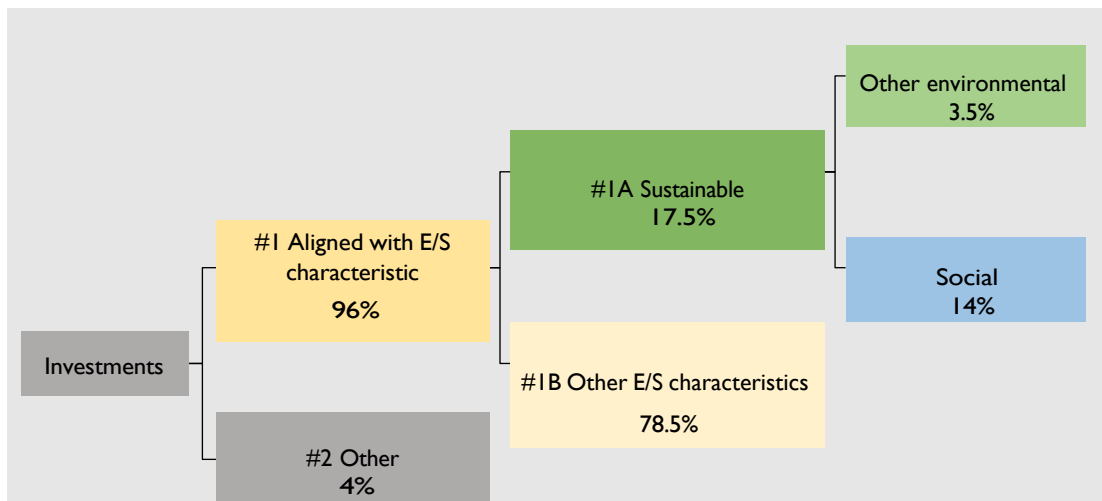 Investments
#1 Aligned with E/S
characteristic
96%
#2 Other
4%
#1A Sustainable
17.5%
#1B Other E/S characteristics
78.5%
Other environmental
3.5%
Social
14%